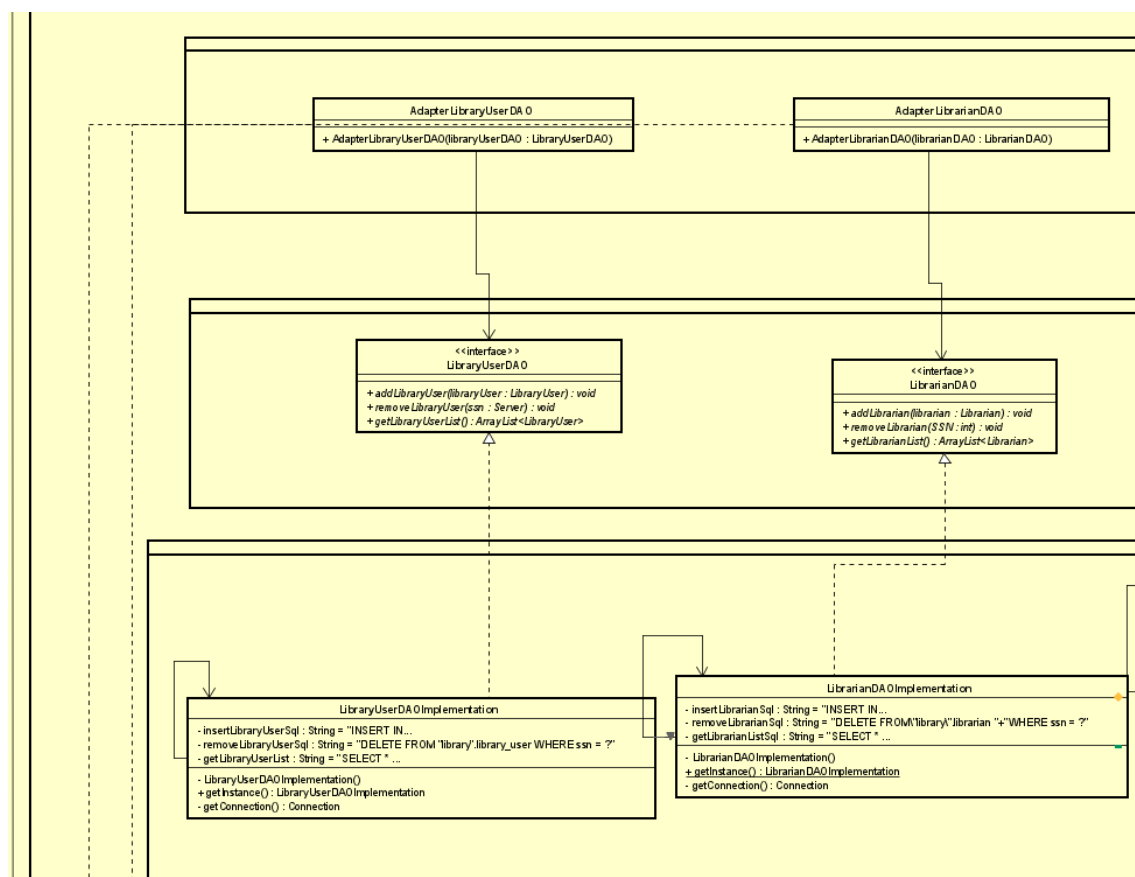 AdapterLibraryUserDAO
+ AdapterLibraryUserDAO(libraryUserDAO : LibraryUserDAO)
AdapterLibrarianDAO
+ AdapterLibrarianDAO(librarianDAO : LibrarianDAO)
<<interface>>
LibraryUserDAO
+ addLibraryUser(libraryUser : LibraryUser) : void
+ removeLibraryUser(ssn : Server) : void
+ getLibraryUserList() : ArrayList<LibraryUser>
<<interface>>
LibrarianDAO
+ addLibrarian(librarian : Librarian) : void
+ removeLibrarian(SSN : int) : void
+ getLibrarianList() : ArrayList<Librarian>
LibraryUserDAOImplementation
- insertLibraryUserSql : String = "INSERT IN...
- removeLibraryUserSql : String = "DELETE FROM "library".library_user WHERE ssn = ?"
- getLibraryUserList : String = "SELECT * ...
- LibraryUserDAOImplementation()
+ getInstance() : LibraryUserDAOImplementation
- getConnection() : Connection
LibrarianDAOImplementation
- insertLibrarianSql : String = "INSERT IN...
- removeLibrarianSql : String = "DELETE FROM\"library\".librarian "+"WHERE ssn = ?"
- getLibrarianListSql : String = "SELECT * ...
- LibrarianDAOImplementation()
+ getInstance() : LibrarianDAOImplementation
- getConnection() : Connection